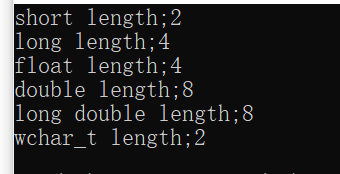 short length;2
long length;4
float length;4
double length;8
long double length;8
wchar_t length;2